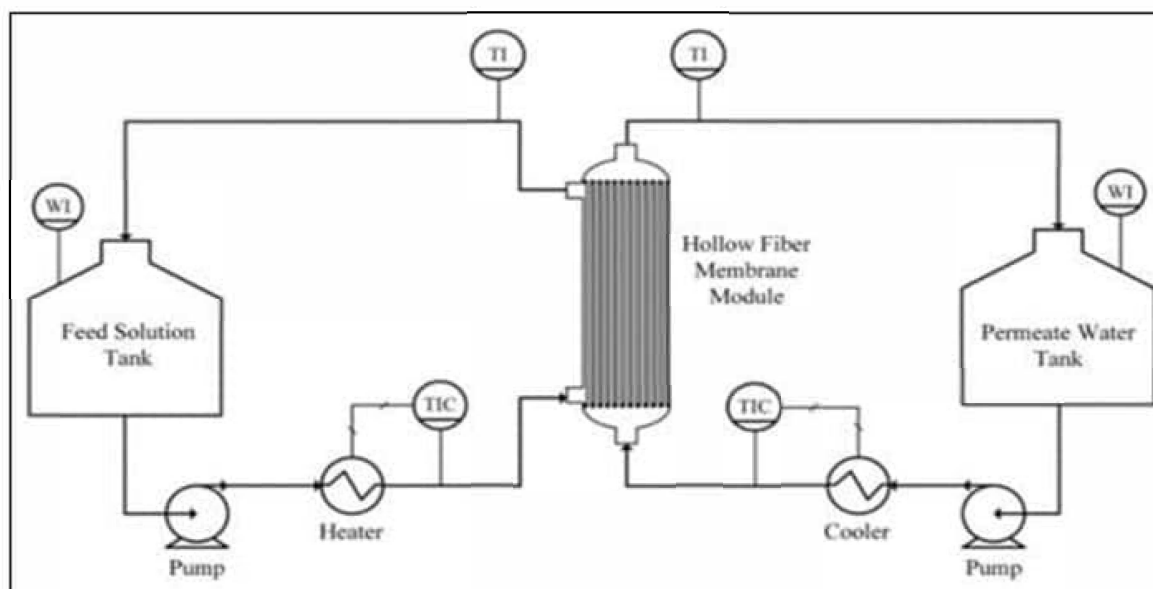 TI
TI
WI
WI
Hollow Fiber
Membrane
Module
Feed Solution
Tank
Permeate Water
Tank
TIC
TIC
Heater
Cooler
Pump
Pump